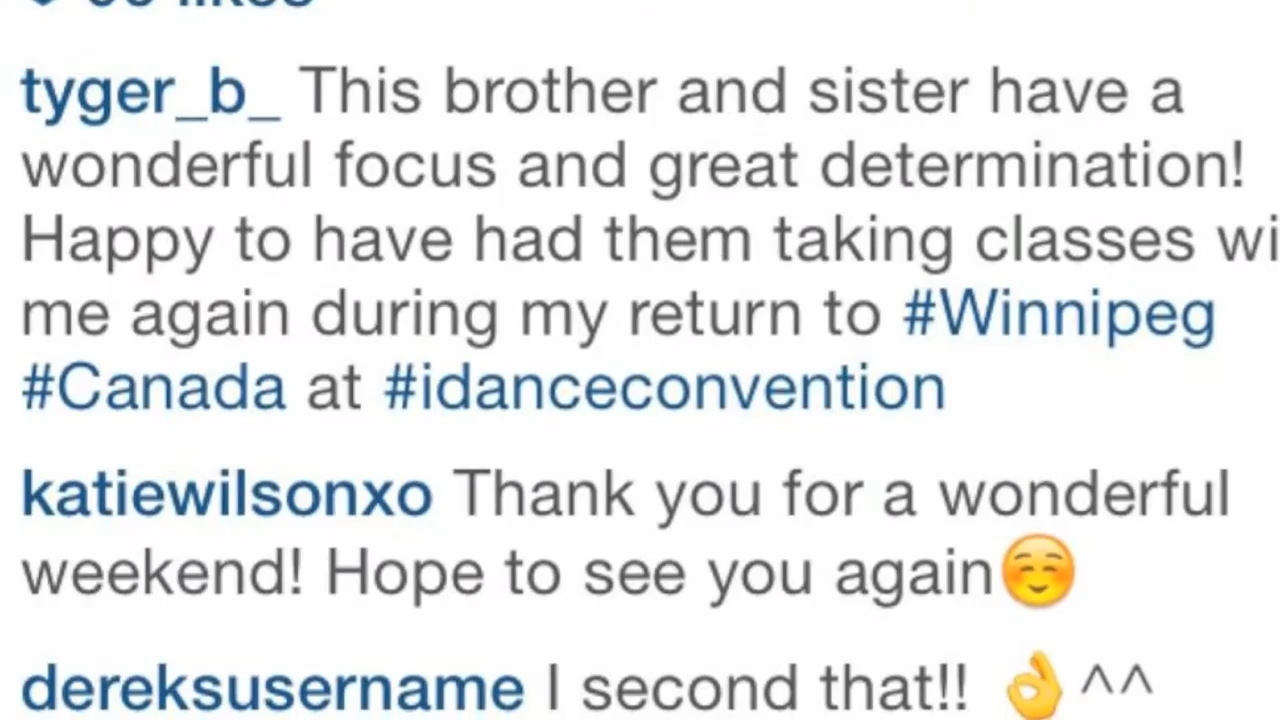 tyger_b_ This brother and sister have a
wonderful focus and great determination!
Happy to have had them taking classes wi
me again during my return to #Winnipeg
#Canada at #idanceconvention
katiewilsonxo Thank you for a wonderful
weekend! Hope to see you again☺️
dereksusername I second that!! 👌^^